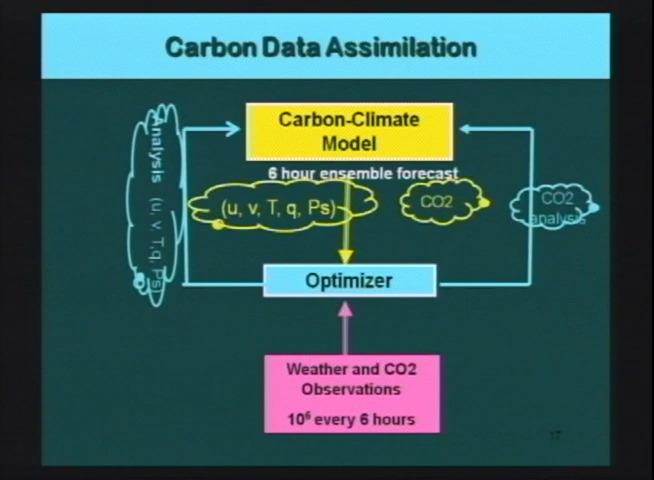 Carbon Data Assimilation
Carbon-Climate
Model
6 hour ensemble forecast
Analysis (u, v, T,q, Ps)
(u, v, T, q, Ps)
CO2
CO2
analysis
Optimizer
Weather and CO2
Observations
10⁶ every 6 hours
17